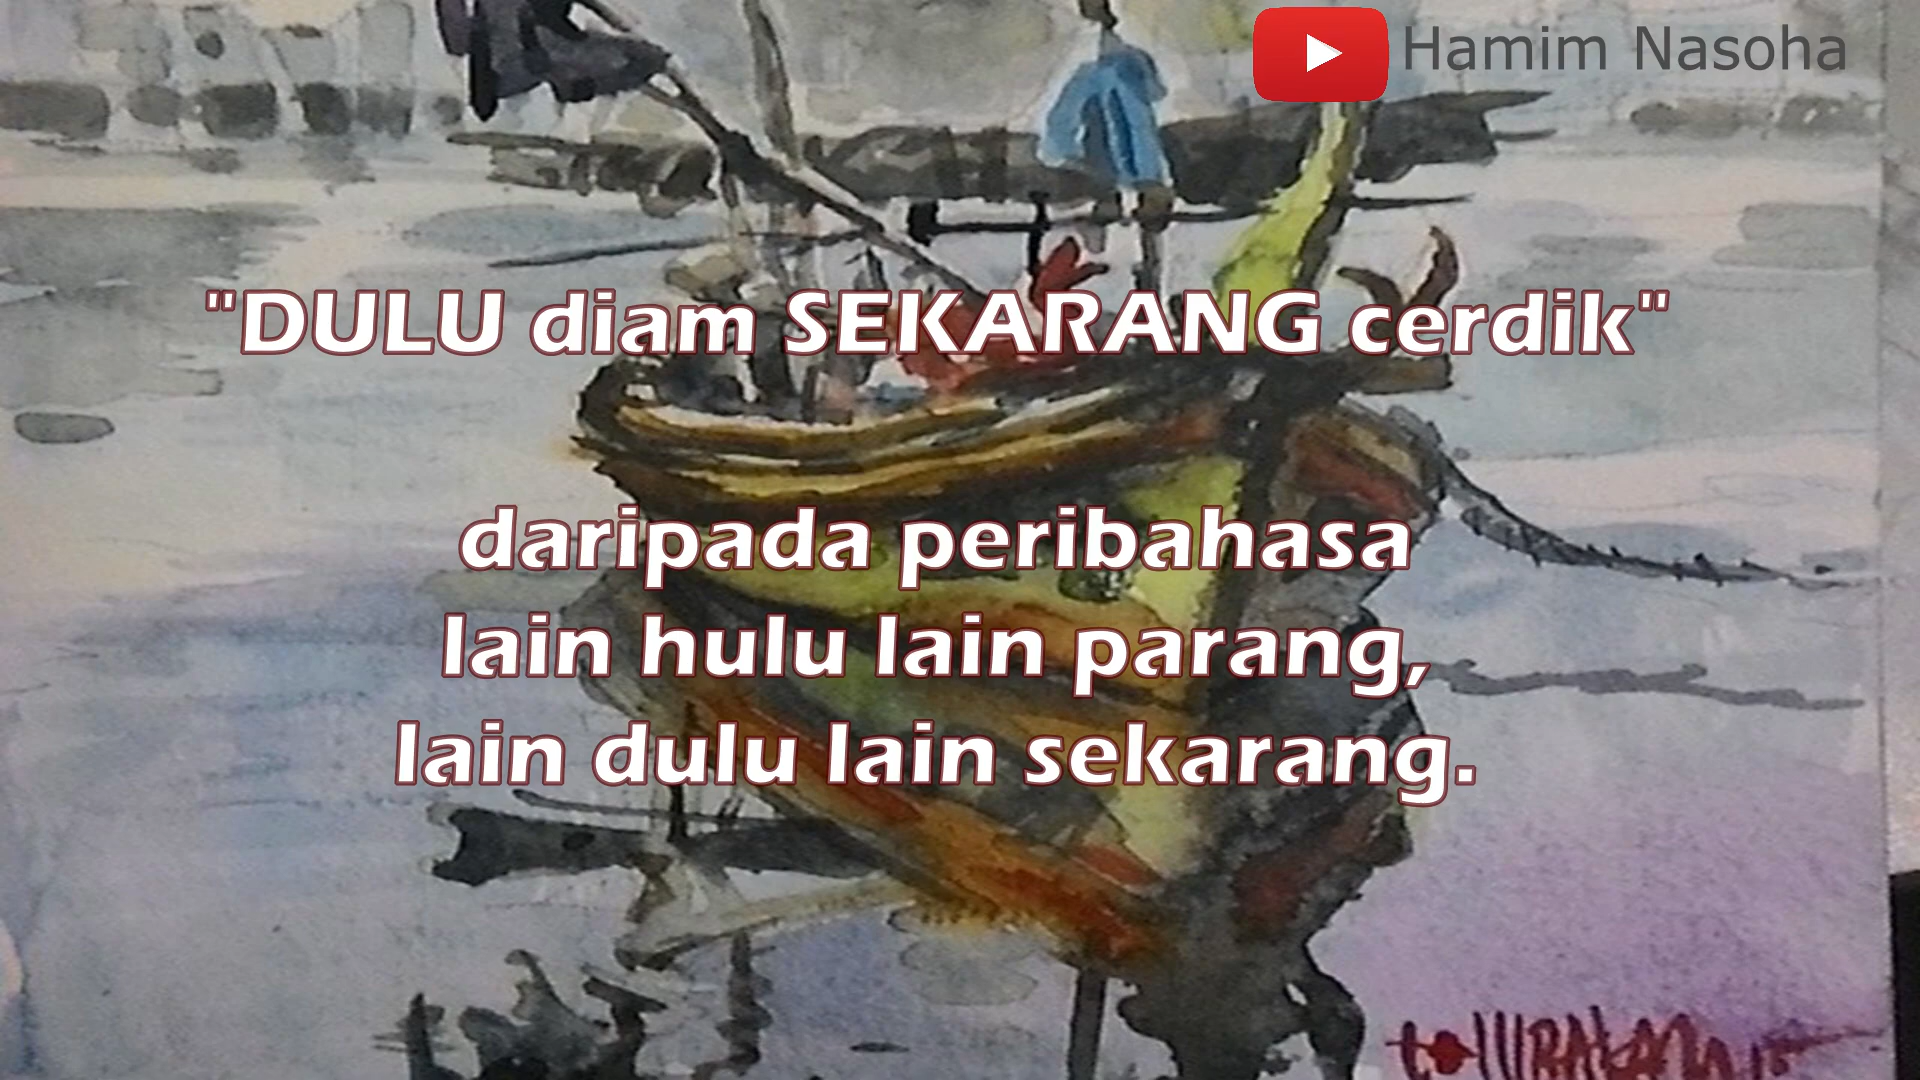 Hamim Nasoha
"DULU diam SEKARANG cerdik"
daripada peribahasa
lain hulu lain parang,
lain dulu lain sekarang.